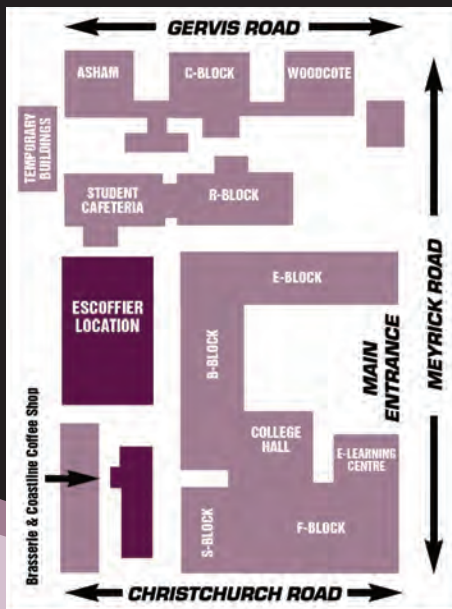 GERVIS ROAD
ASHAM
C-BLOCK
WOODCOTE
TEMPORARY
BUILDINGS
STUDENT
CAFETERIA
R-BLOCK
MEYRICK ROAD
E-BLOCK
ESCOFFIER
LOCATION
B-BLOCK
MAIN
ENTRANCE
Brasserie & Coastline Coffee Shop
COLLEGE
HALL
E-LEARNING
CENTRE
S-BLOCK
F-BLOCK
CHRISTCHURCH ROAD